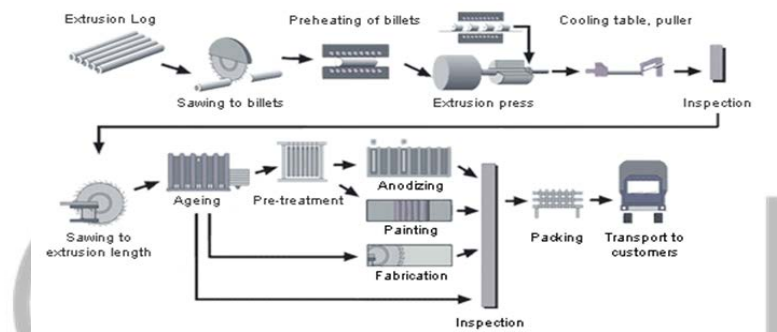 Extrusion Log
Preheating of billets
Cooling table, puller
Sawing to billets
Extrusion press
Inspection
Sawing to
extrusion length
Ageing
Pre-treatment
Anodizing
Painting
Fabrication
Inspection
Packing
Transport to
customers